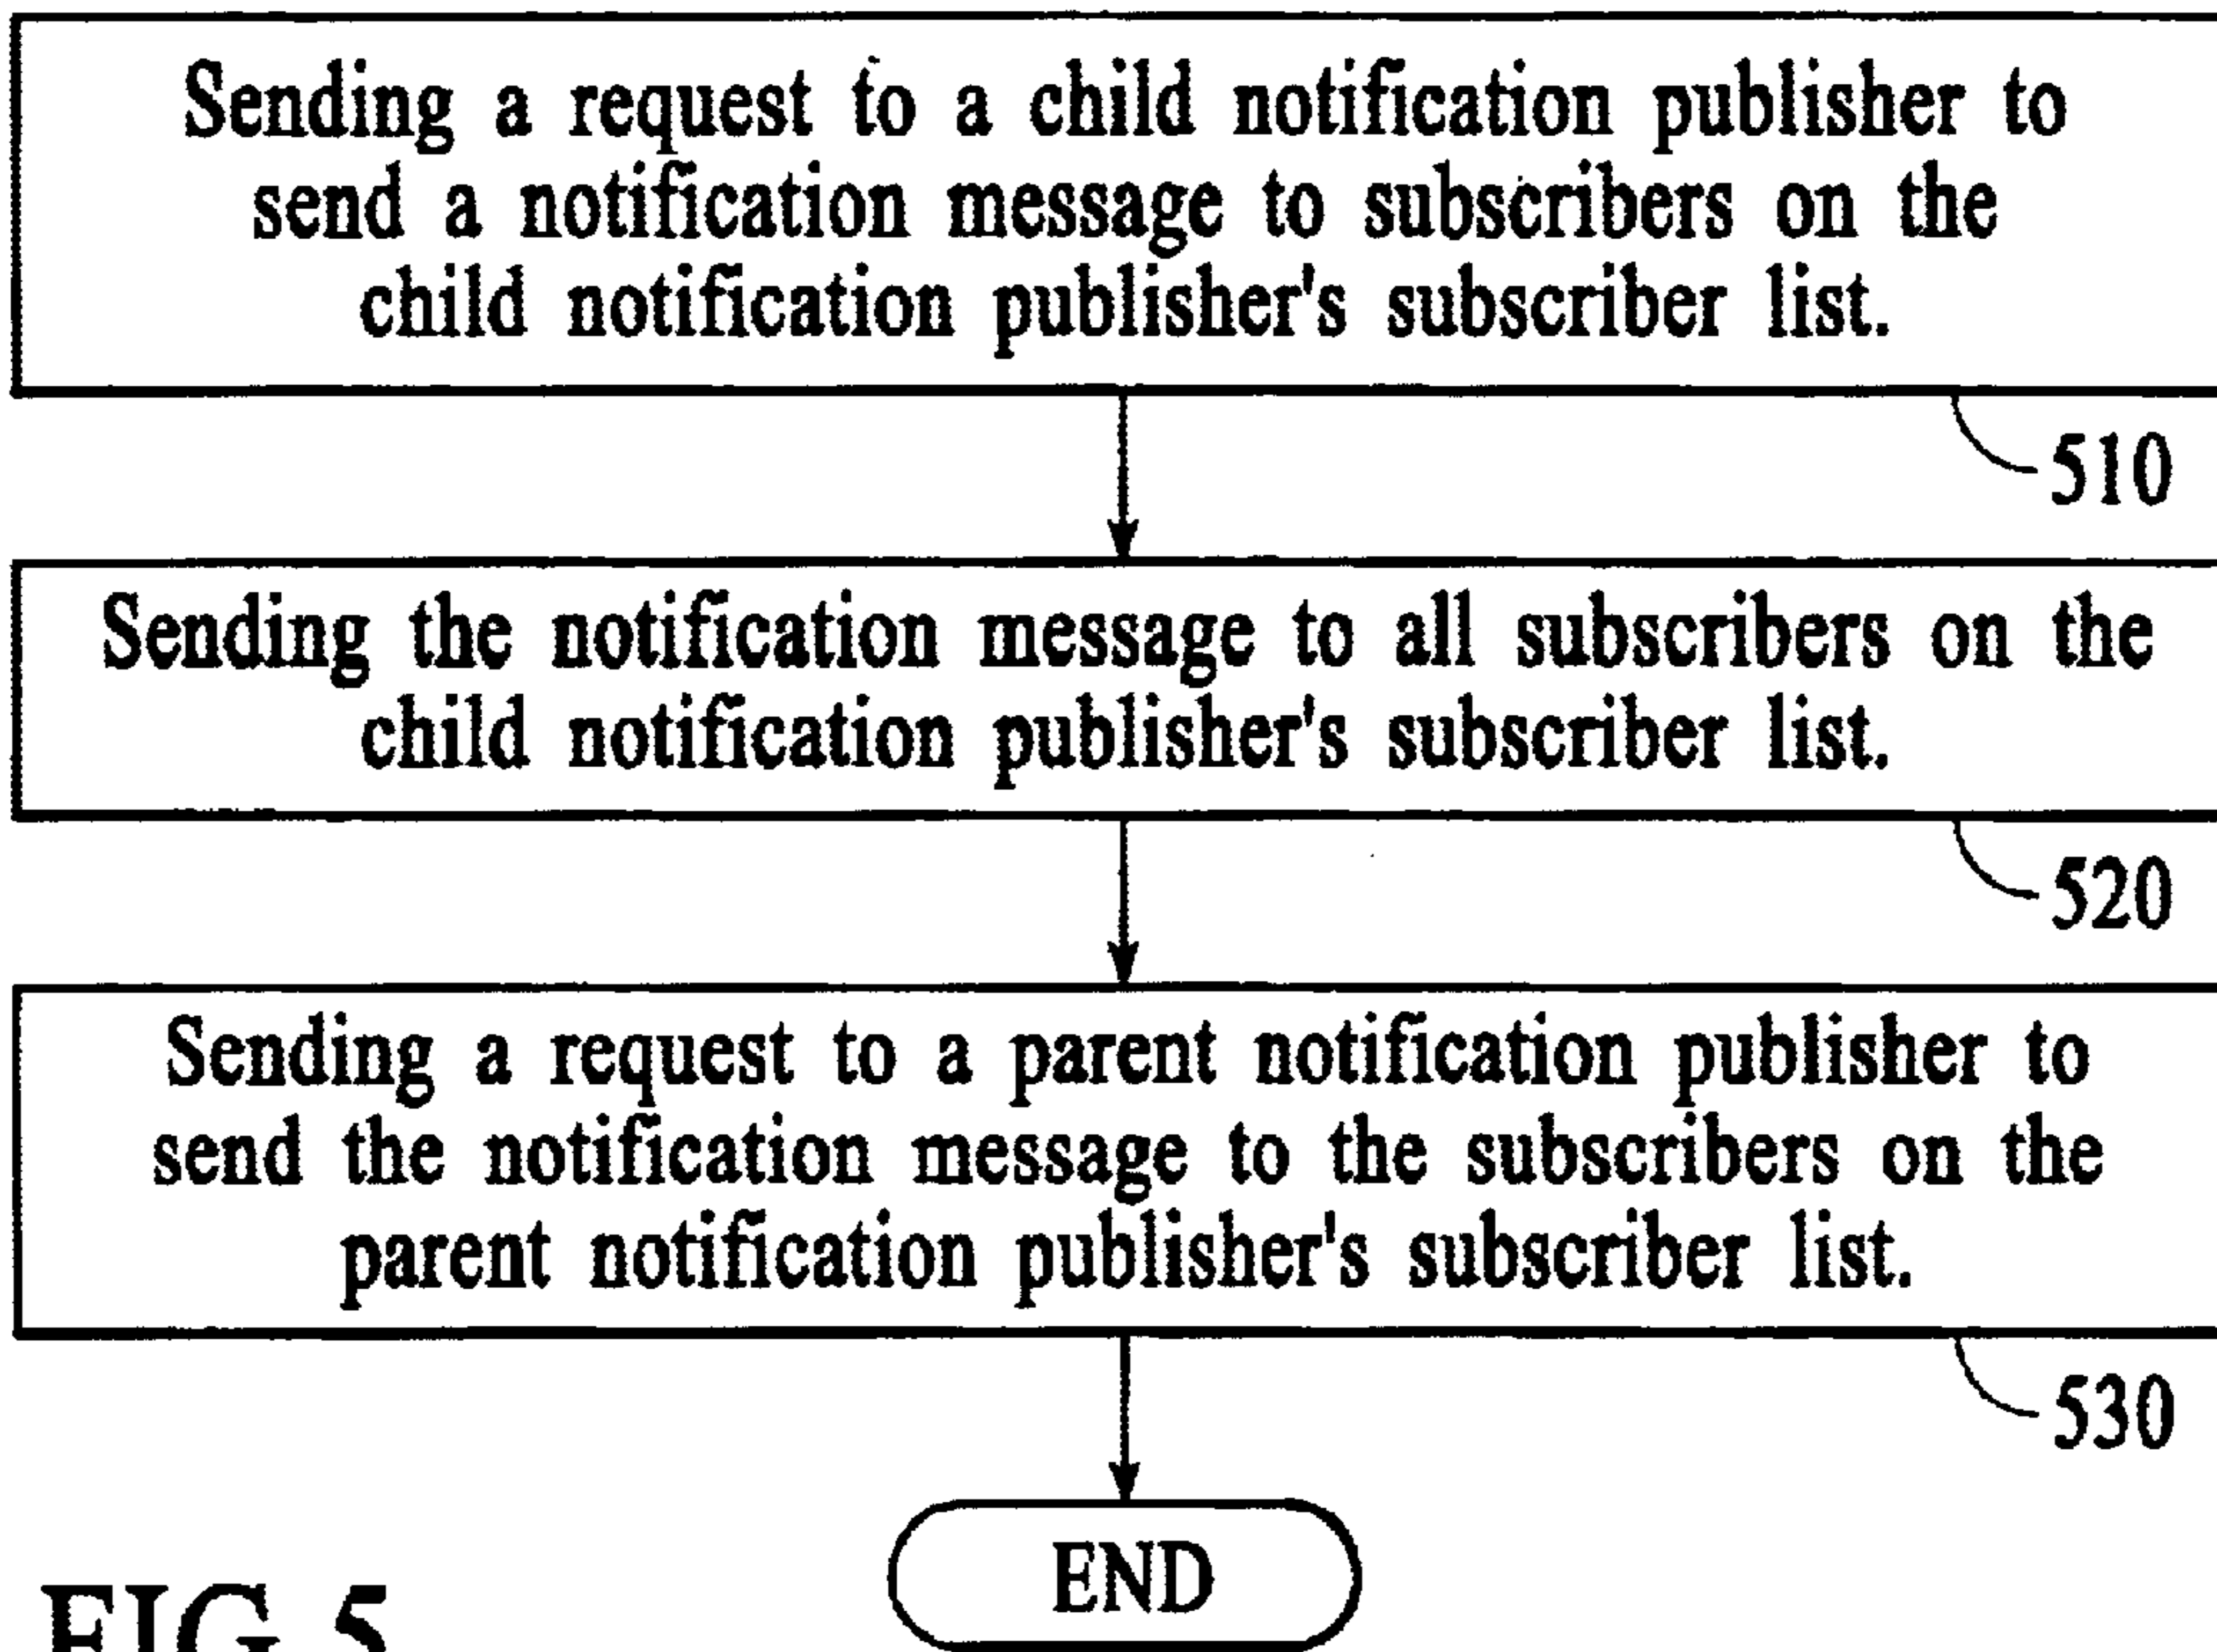 Sending a request to a child notification publisher to
send a notification message to subscribers on the
child notification publisher's subscriber list.
510
Sending the notification message to all subscribers on the
child notification publisher's subscriber list.
520
Sending a request to a parent notification publisher to
send the notification message to the subscribers on the
parent notification publisher's subscriber list.
530
END
FIG.5